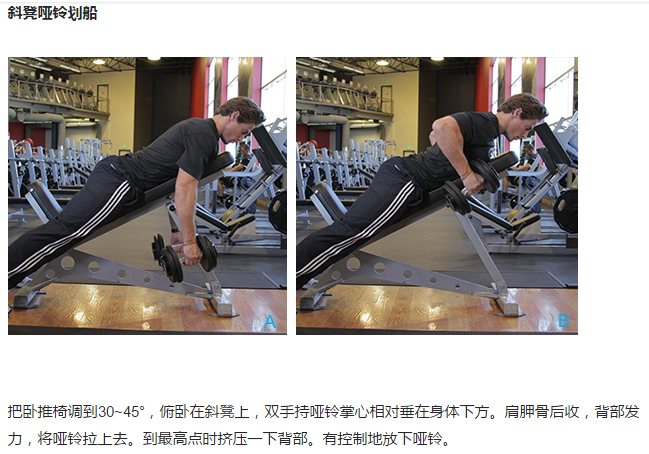 斜凳哑铃划船
A
B
把卧推椅调到30~45°，俯卧在斜凳上，双手持哑铃掌心相对垂在身体下方。肩胛骨后收，背部发
力，将哑铃拉上去。到最高点时挤压一下背部。有控制地放下哑铃。